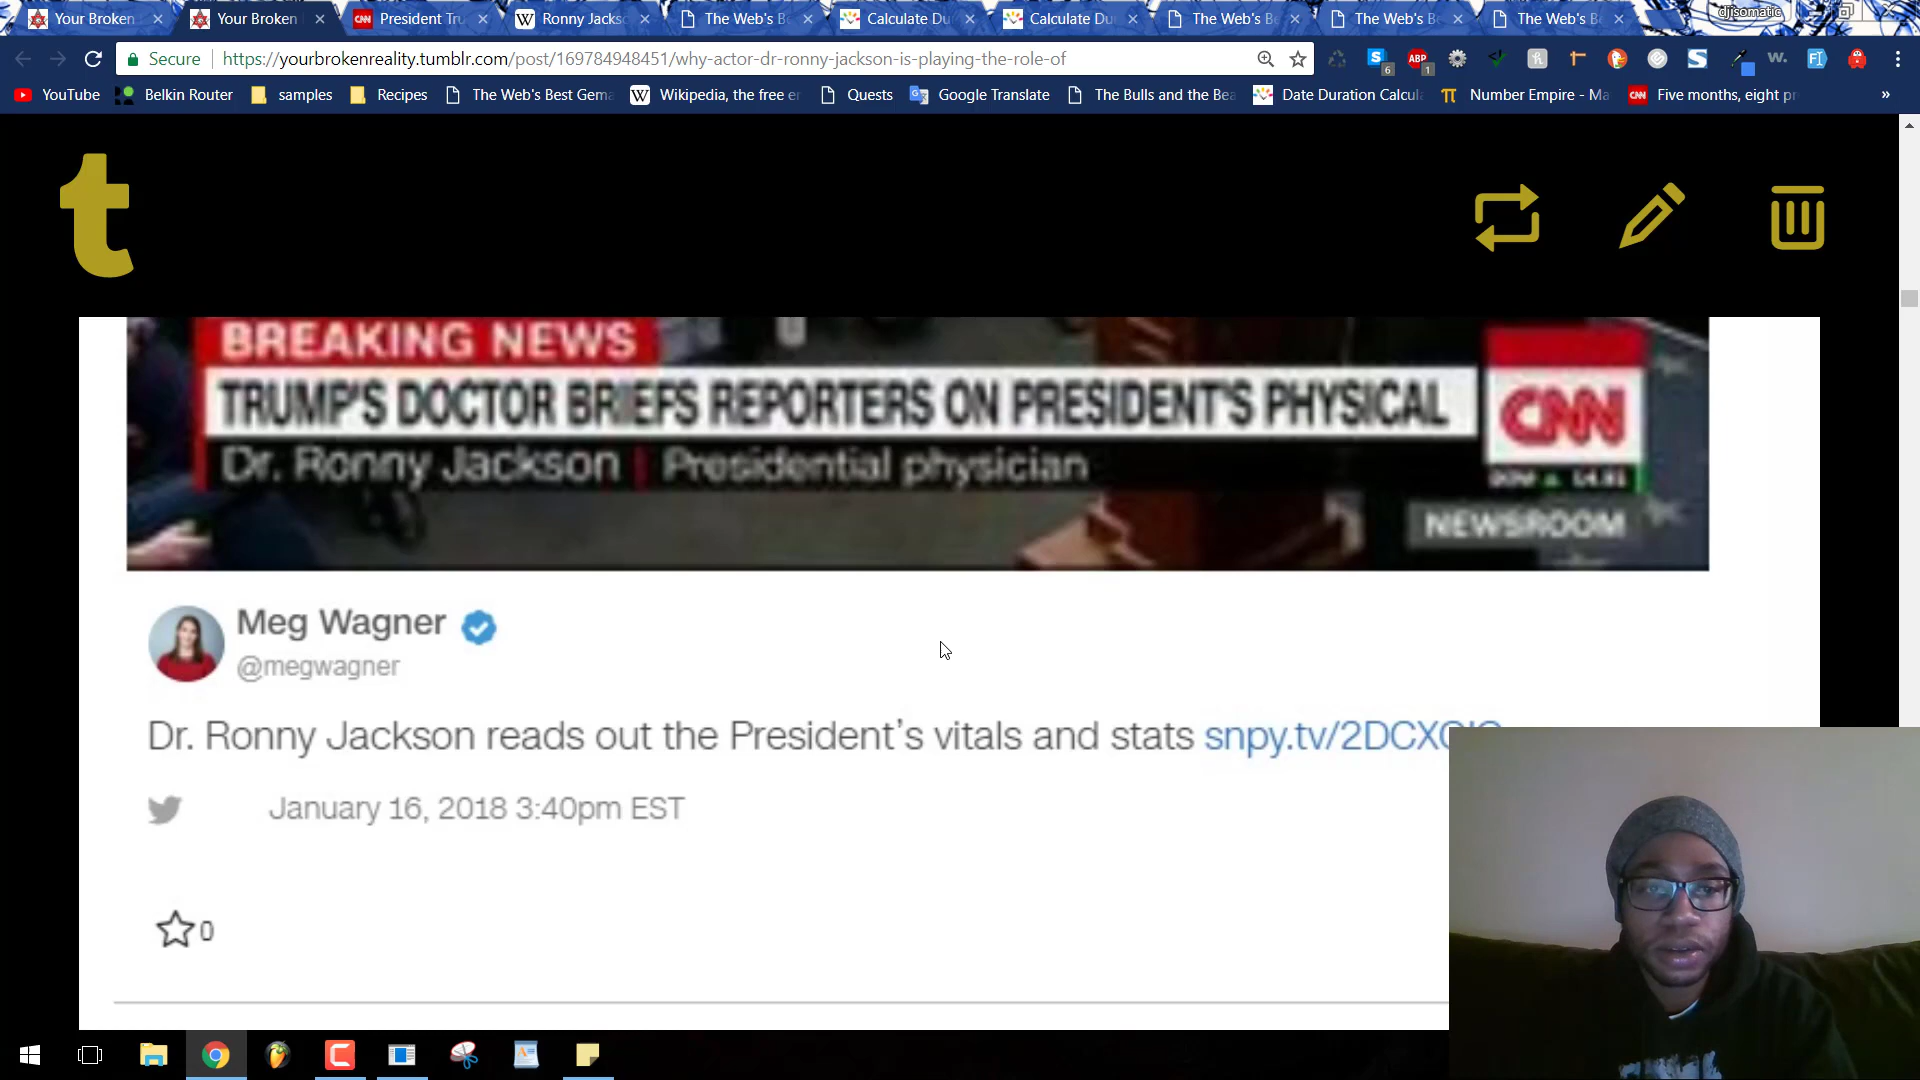 Your Broken
Your Broken
President Tru
Ronny Jacks
The Web's B
Calculate Du
Calculate Du
The Web's B
The Web's B
The Web's B
djisomatic
Secure
https://yourbrokenreality.tumblr.com/post/169784948451/why-actor-dr-ronny-jackson-is-playing-the-role-of
YouTube
Belkin Router
samples
Recipes
The Web's Best Gema
Wikipedia, the free e
Quests
Google Translate
The Bulls and the Bea
Date Duration Calcul
Number Empire - Ma
Five months, eight pr
BREAKING NEWS
TRUMP'S DOCTOR BRIEFS REPORTERS ON PRESIDENT'S PHYSICAL
CNN
Dr. Ronny Jackson | Presidential physician
NEWSROOM
Meg Wagner
@megwagner
Dr. Ronny Jackson reads out the President's vitals and stats snpy.tv/2DCX
January 16, 2018 3:40pm EST
0